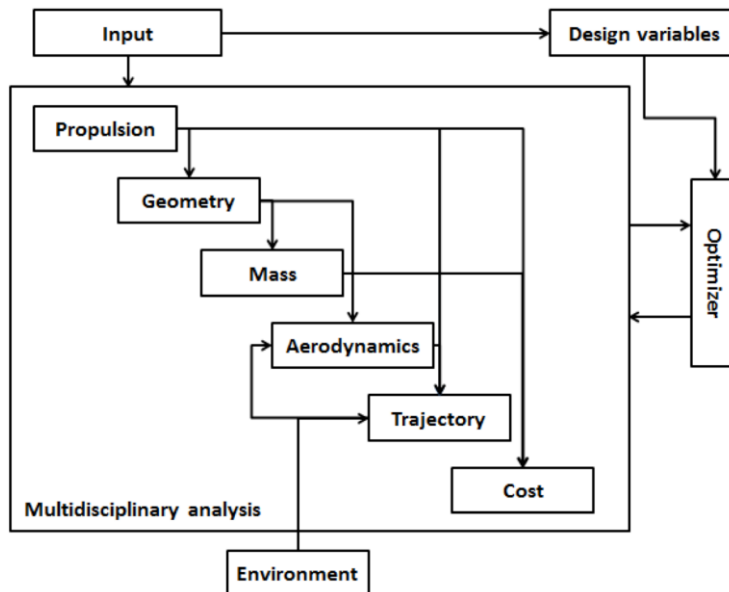 Input
Design variables
Propulsion
Geometry
Mass
Optimizer
Aerodynamics
Trajectory
Cost
Multidisciplinary analysis
Environment